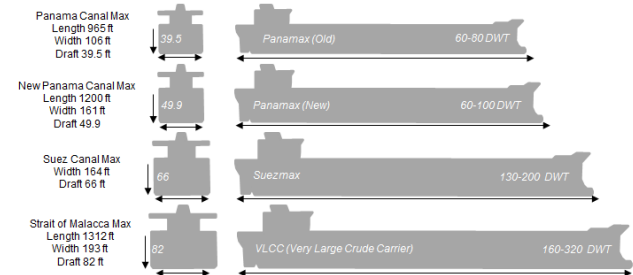 Panama Canal Max
Length 965 ft
Width 106 ft
Draft 39.5 ft
39.5
Panamax (Old)
60-80 DWT
New Panama Canal Max
Length 1200 ft
Width 161 ft
Draft 49.9
49.9
Panamax (New)
60-100 DWT
Suez Canal Max
Width 164 ft
Draft 66 ft
66
Suezmax
130-200 DWT
Strait of Malacca Max
Length 1312 ft
Width 193 ft
Draft 82 ft
82
VLCC (Very Large Crude Carrier)
160-320 DWT